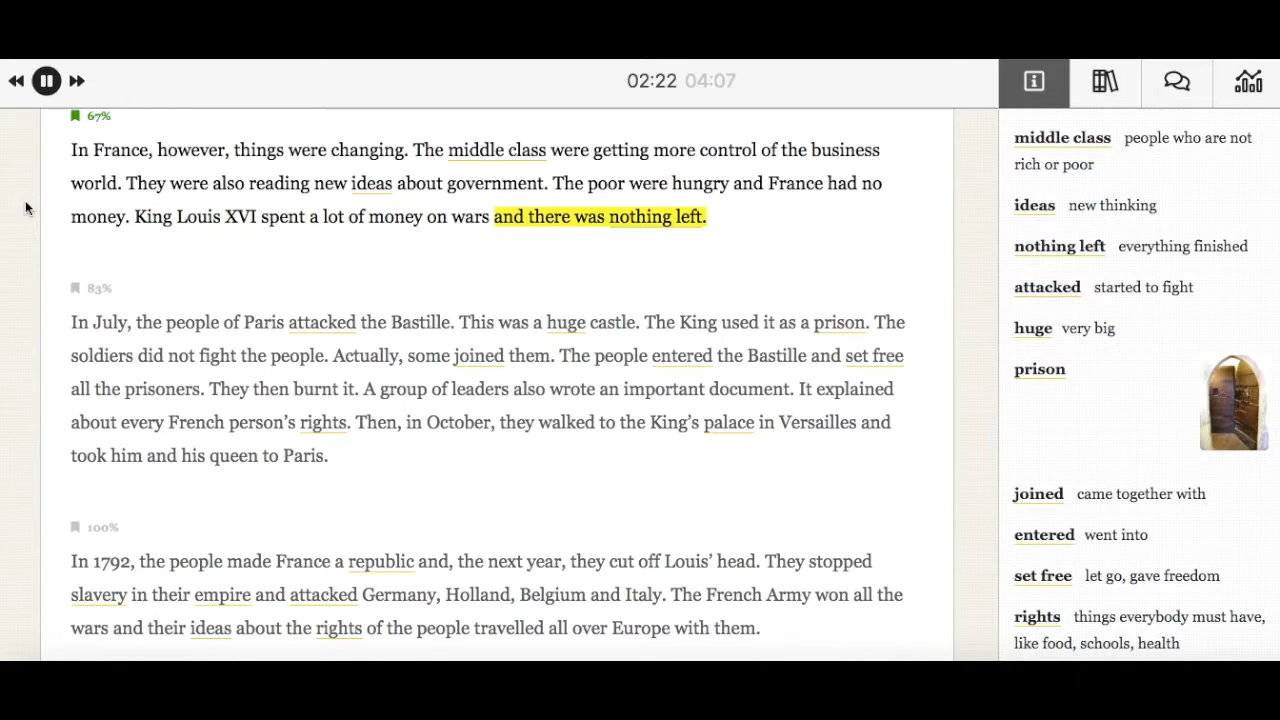 02:22 04:07
67%
In France, however, things were changing. The middle class were getting more control of the business
world. They were also reading new ideas about government. The poor were hungry and France had no
money. King Louis XVI spent a lot of money on wars and there was nothing left.
83%
In July, the people of Paris attacked the Bastille. This was a huge castle. The King used it as a prison. The
soldiers did not fight the people. Actually, some joined them. The people entered the Bastille and set free
all the prisoners. They then burnt it. A group of leaders also wrote an important document. It explained
about every French person’s rights. Then, in October, they walked to the King’s palace in Versailles and
took him and his queen to Paris.
100%
In 1792, the people made France a republic and, the next year, they cut off Louis’ head. They stopped
slavery in their empire and attacked Germany, Holland, Belgium and Italy. The French Army won all the
wars and their ideas about the rights of the people travelled all over Europe with them.
middle class people who are not
rich or poor
ideas new thinking
nothing left everything finished
attacked started to fight
huge very big
prison
joined came together with
entered went into
set free let go, gave freedom
rights things everybody must have,
like food, schools, health